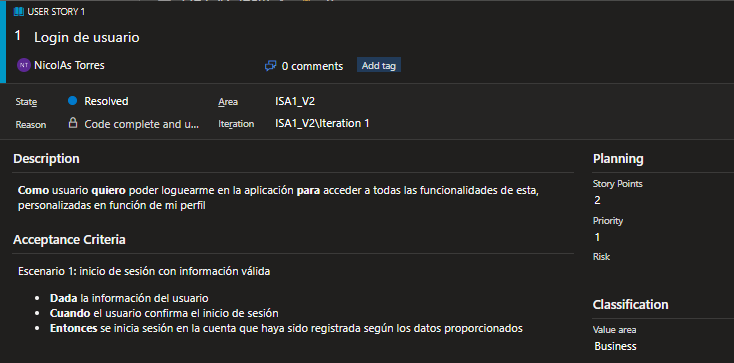 USER STORY 1
1 Login de usuario
NT NicolAs Torres 0 comments Add tag
State Resolved Area ISA1_V2
Reason Code complete and u... Iteration ISA1_V2\Iteration 1
Description
Como usuario quiero poder loguearme en la aplicación para acceder a todas las funcionalidades de esta,
personalizadas en función de mi perfil
Acceptance Criteria
Escenario 1: inicio de sesión con información válida
• Dada la información del usuario
• Cuando el usuario confirma el inicio de sesión
• Entonces se inicia sesión en la cuenta que haya sido registrada según los datos proporcionados
Planning
Story Points
2
Priority
1
Risk
Classification
Value area
Business